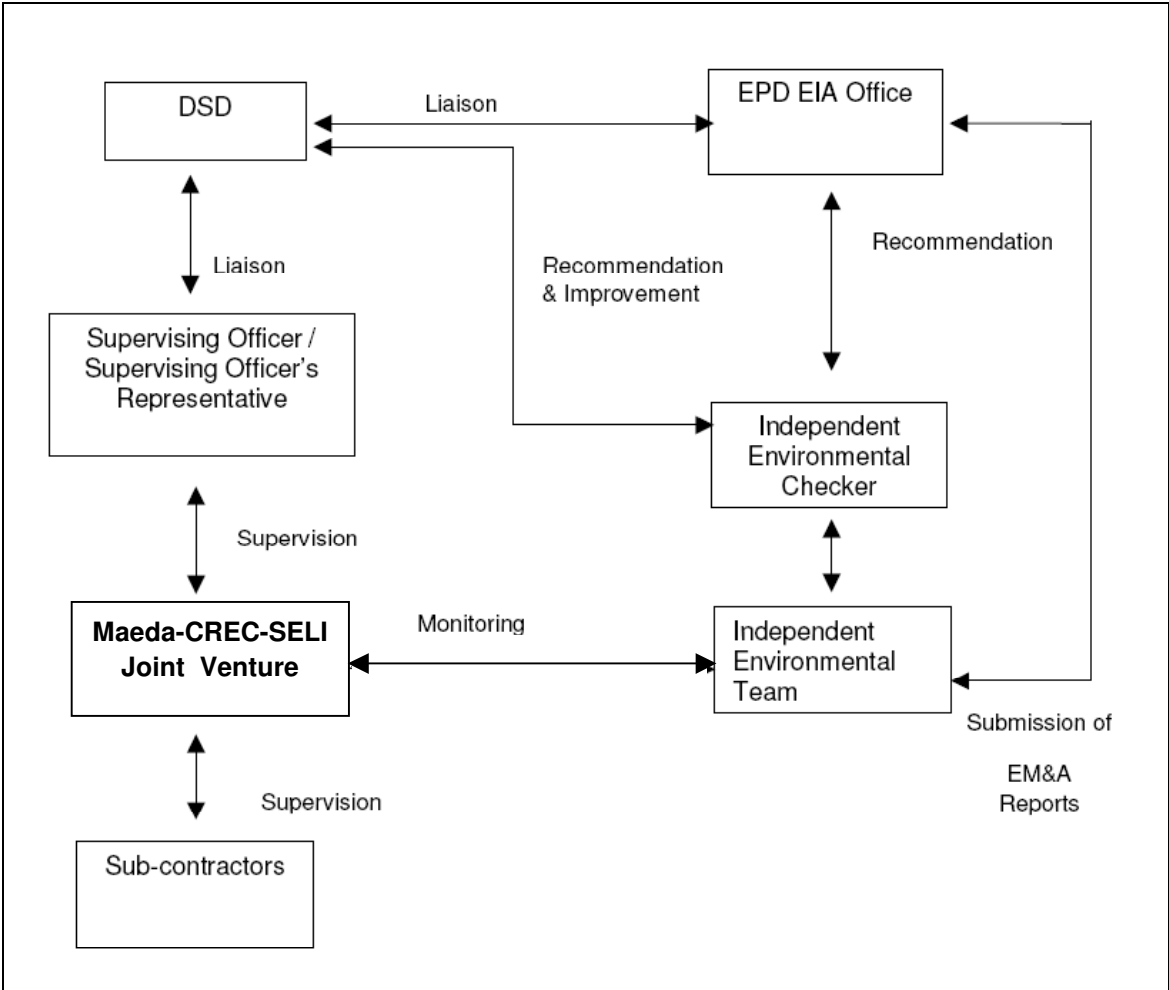 DSD
Liaison
EPD EIA Office
Liaison
Recommendation
& Improvement
Recommendation
Supervising Officer /
Supervising Officer's
Representative
Independent
Environmental
Checker
Supervision
Maeda-CREC-SELI
Joint Venture
Monitoring
Independent
Environmental
Team
Submission of
EM&A
Reports
Supervision
Sub-contractors